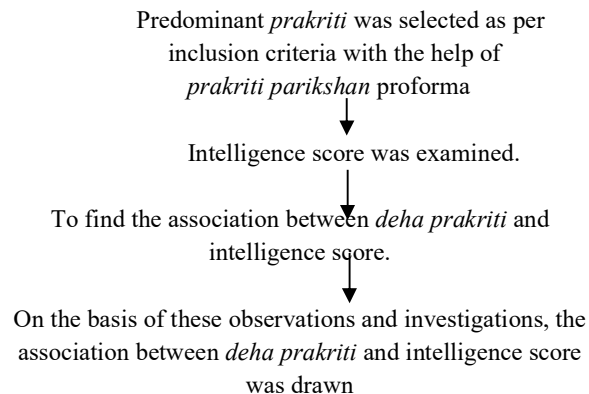 Predominant prakriti was selected as per
inclusion criteria with the help of
prakriti parikshan proforma
Intelligence score was examined.
To find the association between deha prakriti and
intelligence score.
On the basis of these observations and investigations, the
association between deha prakriti and intelligence score
was drawn